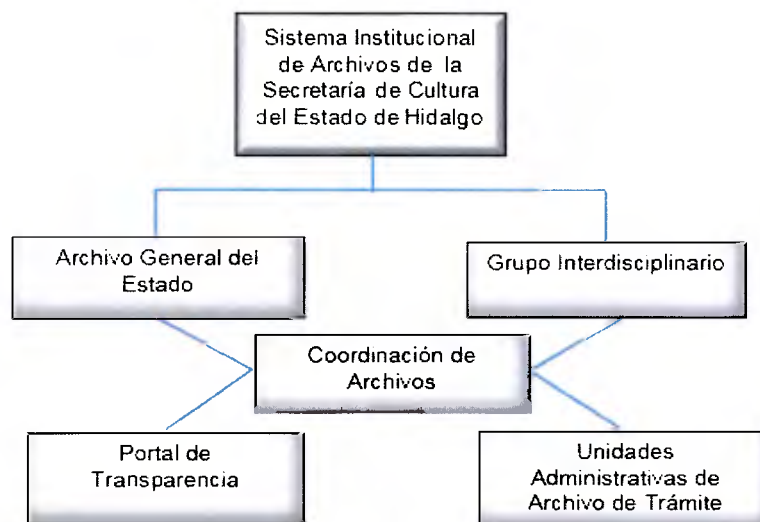 Sistema Institucional
de Archivos de la
Secretaría de Cultura
del Estado de Hidalgo
Archivo General del
Estado
Grupo Interdisciplinario
Coordinación de
Archivos
Portal de
Transparencia
Unidades
Administrativas de
Archivo de Trámite